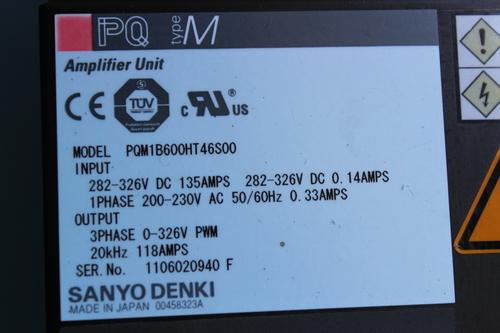 PQ type M
Amplifier Unit
CE TÜV c RU ® US
MODEL PQM1B600HT46S00
INPUT
282-326V DC 135AMPS 282-326V DC 0.14AMPS
1PHASE 200-230V AC 50/60Hz 0.33AMPS
OUTPUT
3PHASE 0-326V PWM
20kHz 118AMPS
SER.No. 1106020940 F
SANYO DENKI
MADE IN JAPAN 00458323A